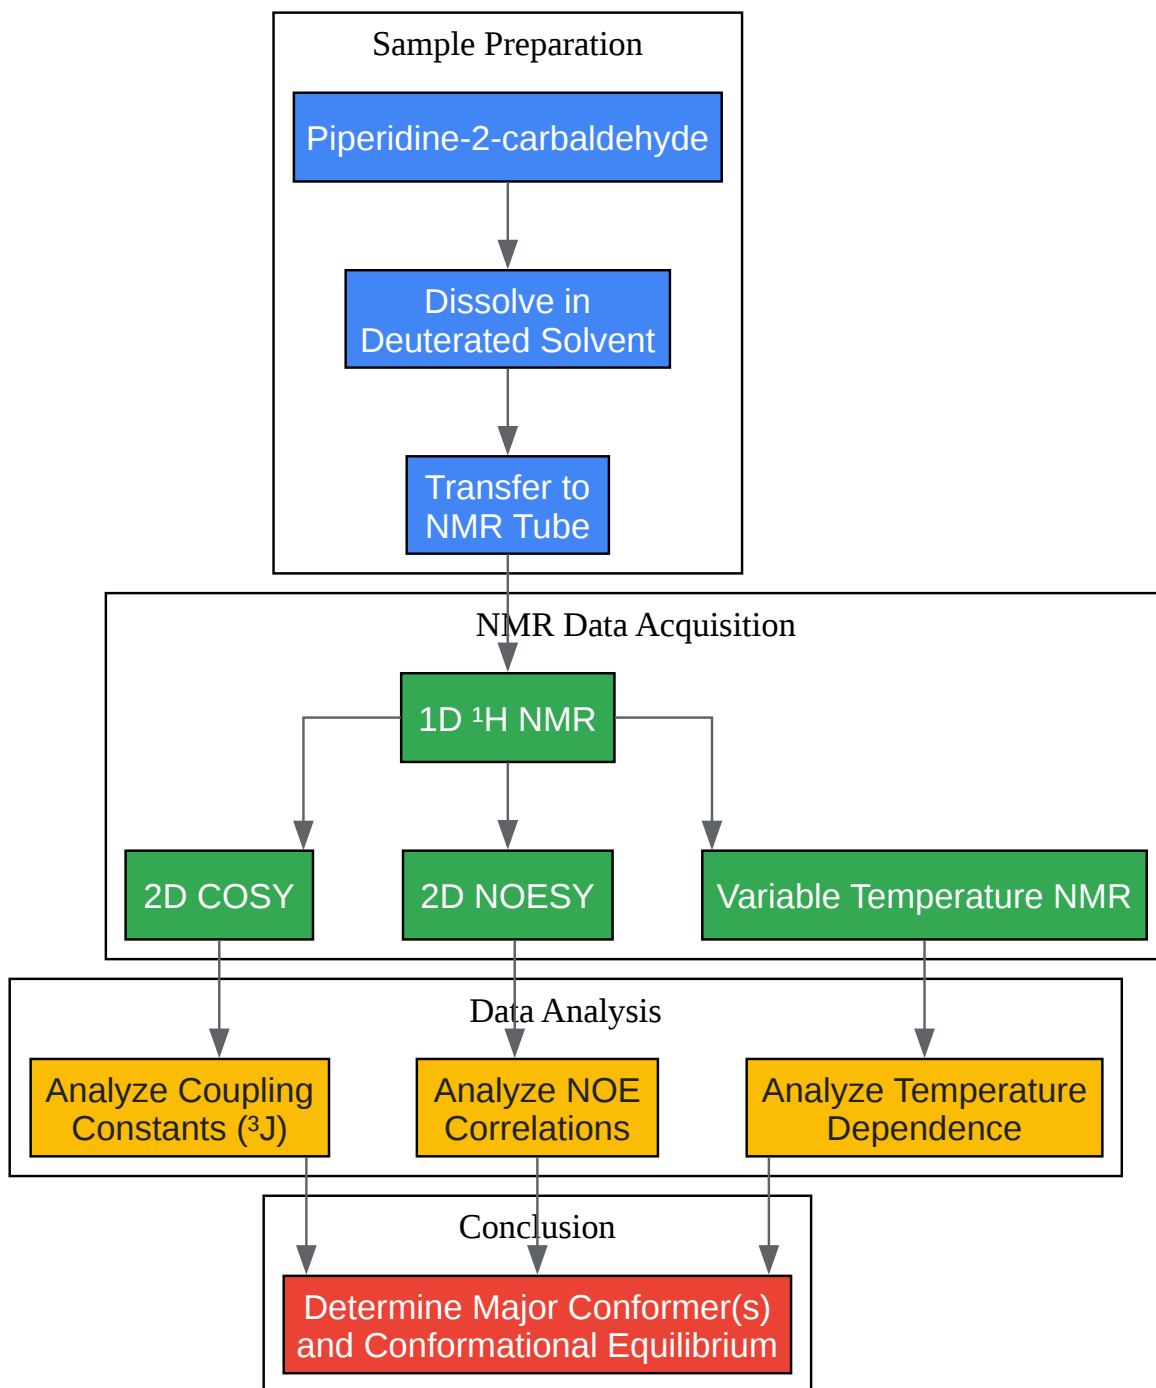 Sample Preparation
Piperidine-2-carbaldehyde
Dissolve in
Deuterated Solvent
Transfer to
NMR Tube
NMR Data Acquisition
1D ¹H NMR
2D COSY
2D NOESY
Variable Temperature NMR
Data Analysis
Analyze Coupling
Constants (³J)
Analyze NOE
Correlations
Analyze Temperature
Dependence
Conclusion
Determine Major Conformer(s)
and Conformational Equilibrium